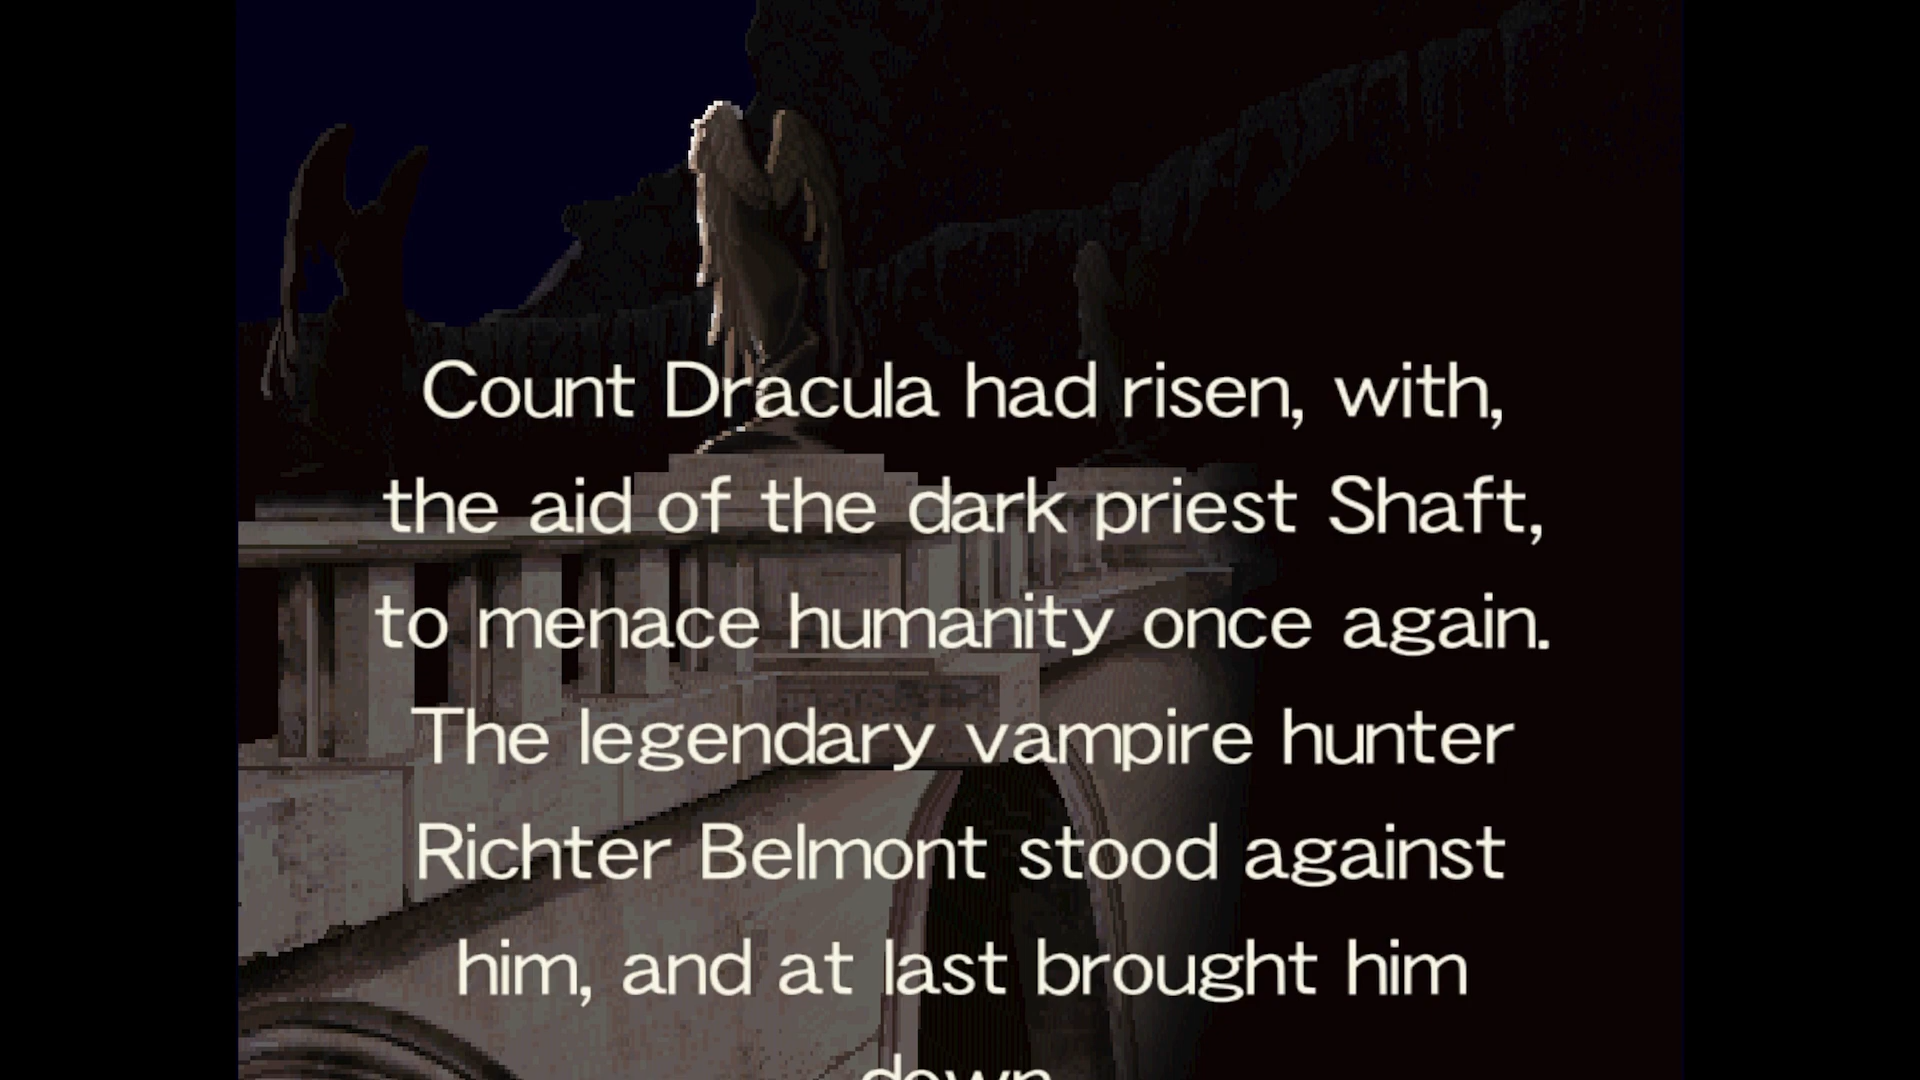 Count Dracula had risen, with,
the aid of the dark priest Shaft,
to menace humanity once again.
The legendary vampire hunter
Richter Belmont stood against
him, and at last brought him
down